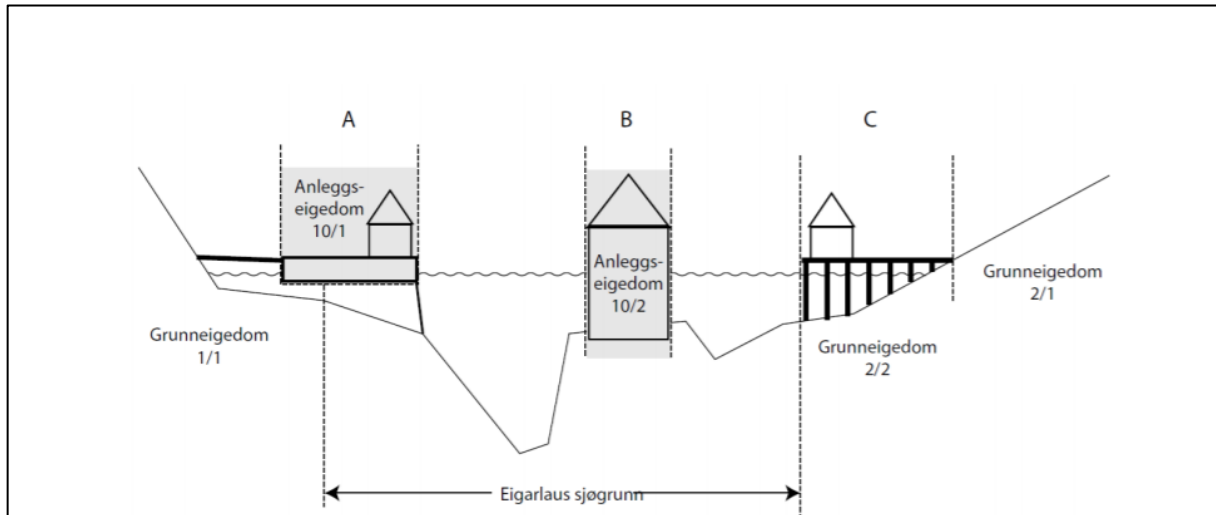 A
B
C
Anleggs-
eigedom
10/1
Anleggs-
eigedom
10/2
Grunneigedom
2/1
Grunneigedom
1/1
Grunneigedom
2/2
Eigarlaus sjøgrunn